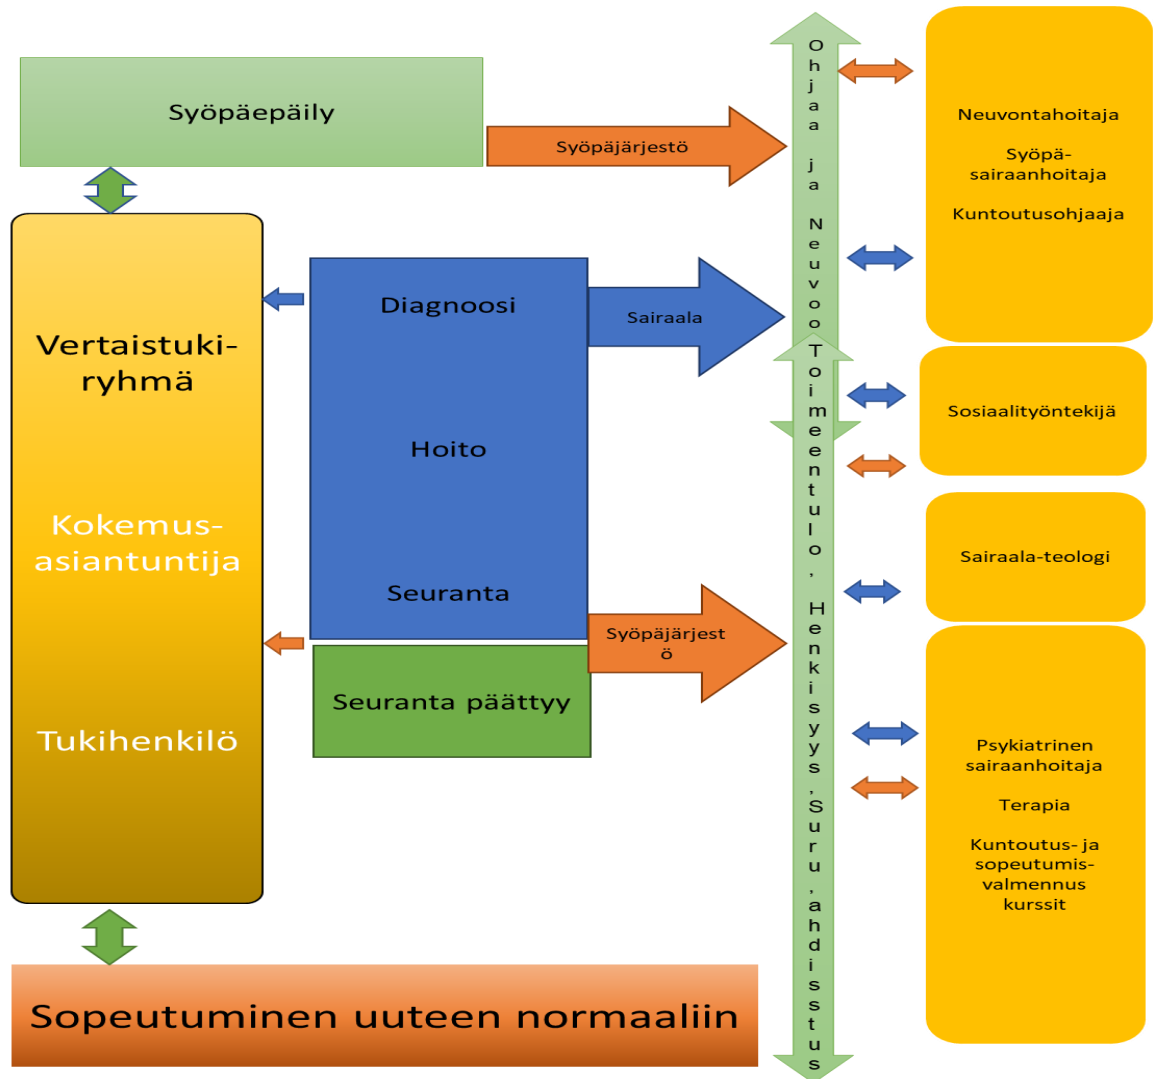 Syöpäepäily
Syöpäjärjestö
Vertaistuki-
ryhmä
Kokemus-
asiantuntija
Tukihenkilö
Diagnoosi
Hoito
Seuranta
Sairaala
Seuranta päättyy
Syöpäjärjest
ö
Sopeutuminen uuteen normaaliin
Ohjaa ja Neuvoo
Toimeentulo, Henkisyys,Suru,ahdisstus
Neuvontahoitaja
Syöpä-
sairaanhoitaja
Kuntoutusohjaaja
Sosiaalityöntekijä
Sairaala-teologi
Psykiatrinen
sairaanhoitaja
Terapia
Kuntoutus- ja
sopeutumis-
valmennus
kurssit